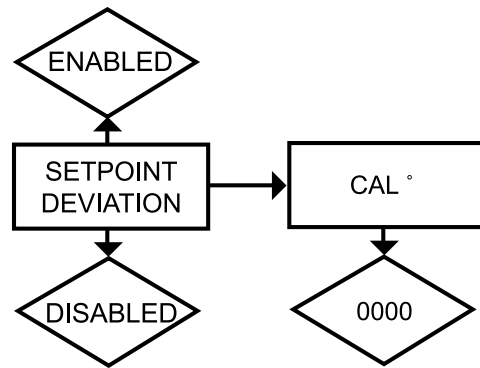 ENABLED
SETPOINT
DEVIATION
CAL °
DISABLED
0000